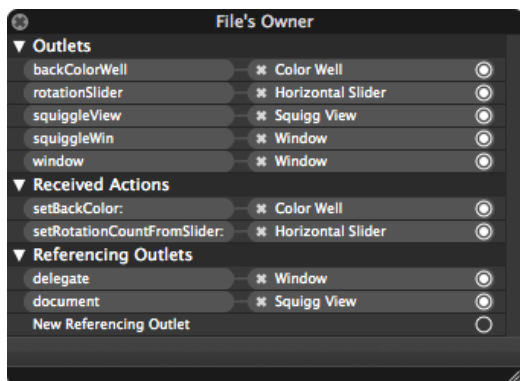 File's Owner
Outlets
backColorWell Color Well
rotationSlider Horizontal Slider
squiggleView Squigg View
squiggleWin Window
window Window
Received Actions
setBackColor: Color Well
setRotationCountFromSlider: Horizontal Slider
Referencing Outlets
delegate Window
document Squigg View
New Referencing Outlet